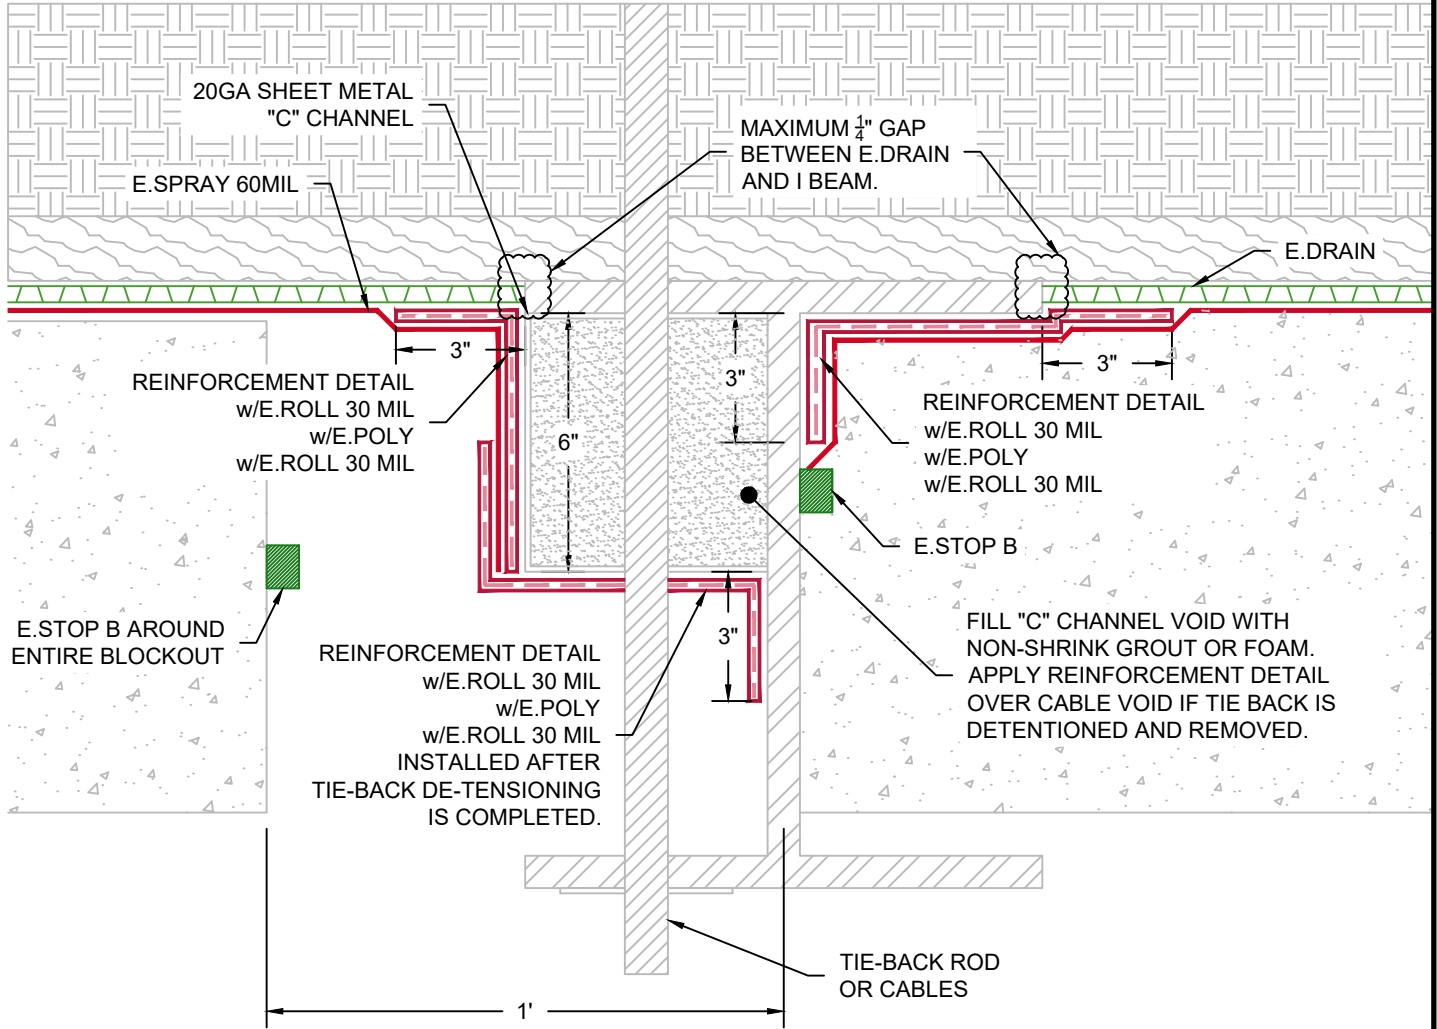 20GA SHEET METAL
"C" CHANNEL
MAXIMUM 1/4" GAP
BETWEEN E.DRAIN
AND I BEAM.
E.SPRAY 60MIL
E.DRAIN
3"
3"
3"
REINFORCEMENT DETAIL
w/E.ROLL 30 MIL
w/E.POLY
w/E.ROLL 30 MIL
6"
REINFORCEMENT DETAIL
w/E.ROLL 30 MIL
w/E.POLY
w/E.ROLL 30 MIL
E.STOP B
E.STOP B AROUND
ENTIRE BLOCKOUT
3"
REINFORCEMENT DETAIL
w/E.ROLL 30 MIL
w/E.POLY
w/E.ROLL 30 MIL
INSTALLED AFTER
TIE-BACK DE-TENSIONING
IS COMPLETED.
FILL "C" CHANNEL VOID WITH
NON-SHRINK GROUT OR FOAM.
APPLY REINFORCEMENT DETAIL
OVER CABLE VOID IF TIE BACK IS
DETENTIONED AND REMOVED.
TIE-BACK ROD
OR CABLES
1'